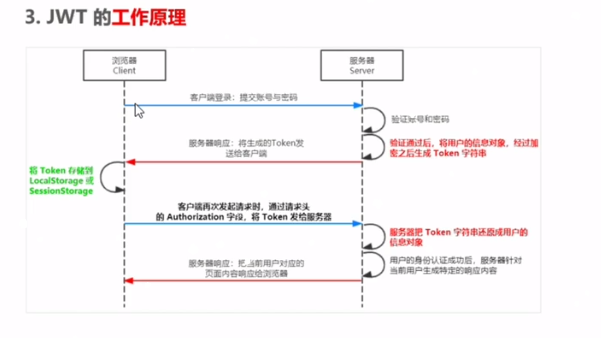 3. JWT 的工作原理
浏览器
Client
服务器
Server
客户端登录：提交账号与密码
验证账号和密码
服务器响应：将生成的Token发
送给客户端
验证通过后，将用户的信息对象，经过加
密之后生成 Token 字符串
将 Token 存储到
LocalStorage 或
SessionStorage
客户端再次发起请求时，通过请求头
的 Authorization 字段，将 Token 发给服务器
服务器把 Token 字符串还原成用户的
信息对象
服务器响应：把当前用户对应的
页面内容响应给浏览器
用户的身份认证成功后，服务器针对
当前用户生成特定的响应内容